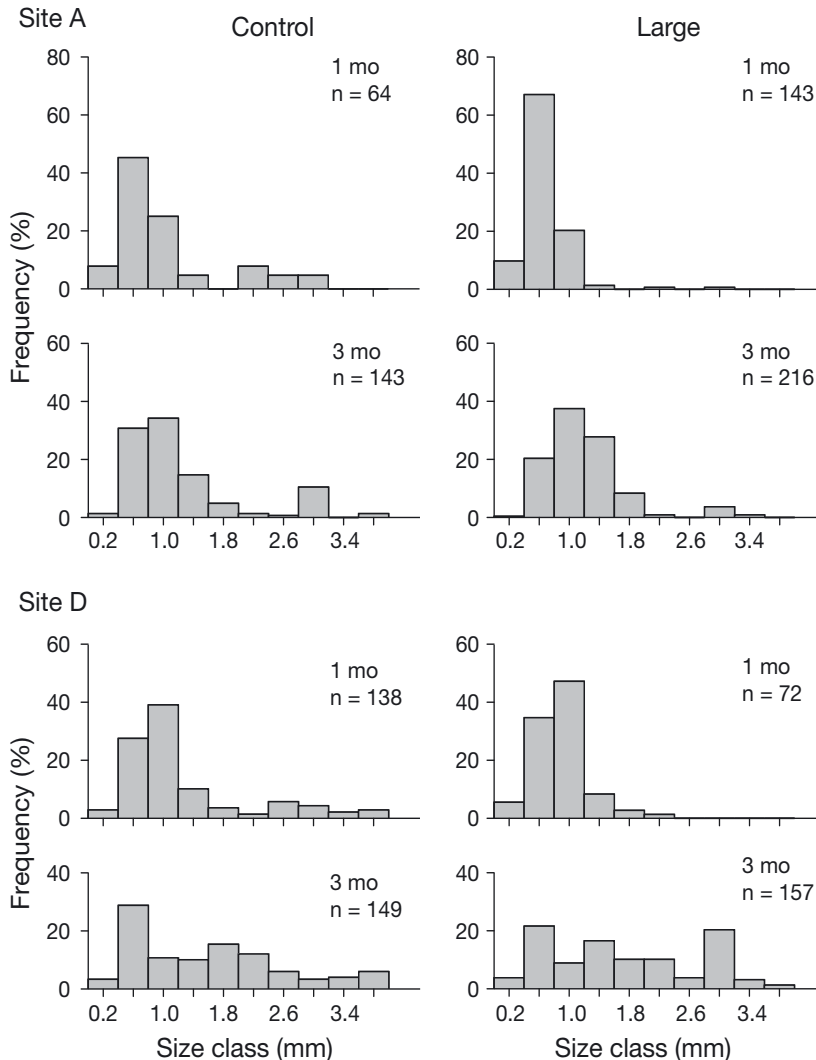 Site A
Control
Large
80
60
40
20
0
1 mo
n = 64
80
60
40
20
0
1 mo
n = 143
Frequency (%)
60
40
20
0
3 mo
n = 143
0.2 1.0 1.8 2.6 3.4
60
40
20
0
3 mo
n = 216
0.2 1.0 1.8 2.6 3.4
Site D
60
40
20
0
1 mo
n = 138
60
40
20
0
1 mo
n = 72
Frequency (%)
40
20
0
3 mo
n = 149
0.2 1.0 1.8 2.6 3.4
Size class (mm)
40
20
0
3 mo
n = 157
0.2 1.0 1.8 2.6 3.4
Size class (mm)